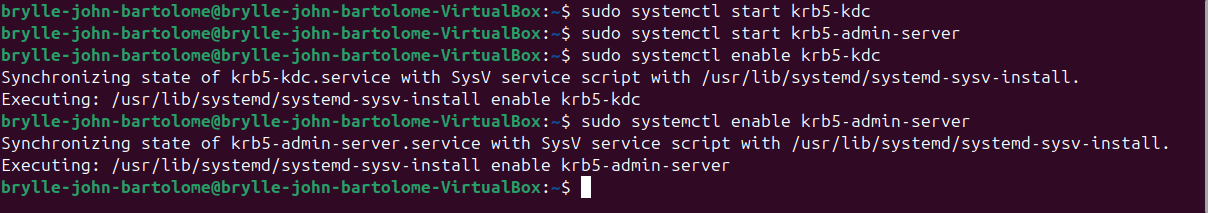 brylle-john-bartolome@brylle-john-bartolome-VirtualBox:~$ sudo systemctl start krb5-kdc
brylle-john-bartolome@brylle-john-bartolome-VirtualBox:~$ sudo systemctl start krb5-admin-server
brylle-john-bartolome@brylle-john-bartolome-VirtualBox:~$ sudo systemctl enable krb5-kdc
Synchronizing state of krb5-kdc.service with SysV service script with /usr/lib/systemd/systemd-sysv-install.
Executing: /usr/lib/systemd/systemd-sysv-install enable krb5-kdc
brylle-john-bartolome@brylle-john-bartolome-VirtualBox:~$ sudo systemctl enable krb5-admin-server
Synchronizing state of krb5-admin-server.service with SysV service script with /usr/lib/systemd/systemd-sysv-install.
Executing: /usr/lib/systemd/systemd-sysv-install enable krb5-admin-server
brylle-john-bartolome@brylle-john-bartolome-VirtualBox:~$